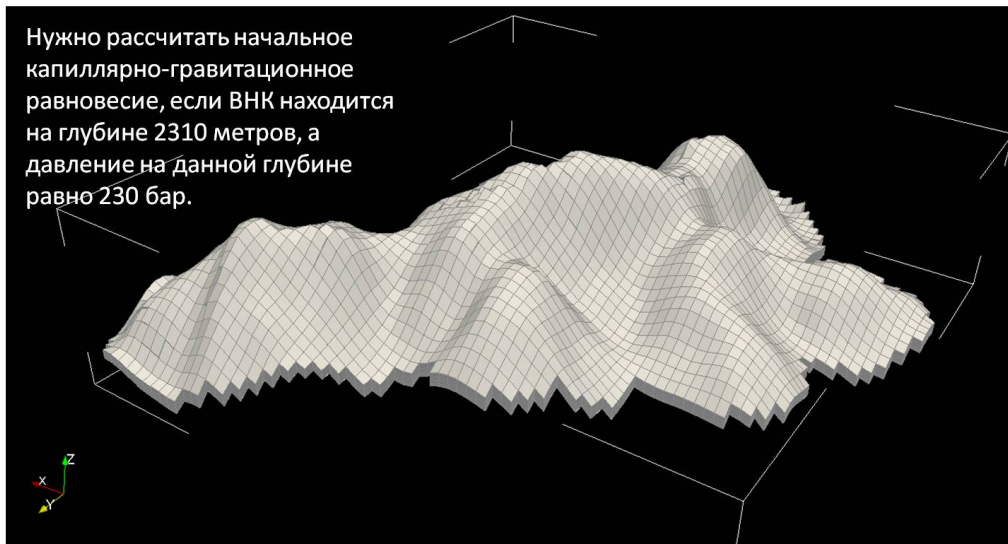 Нужно рассчитать начальное
капиллярно-гравитационное
равновесие, если ВНК находится
на глубине 2310 метров, а
давление на данной глубине
равно 230 бар.
Z
X
Y